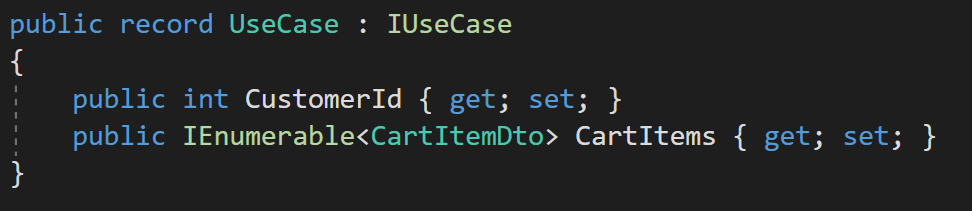 public record UseCase : IUseCase
{
    public int CustomerId { get; set; }
    public IEnumerable<CartItemDto> CartItems { get; set; }
}